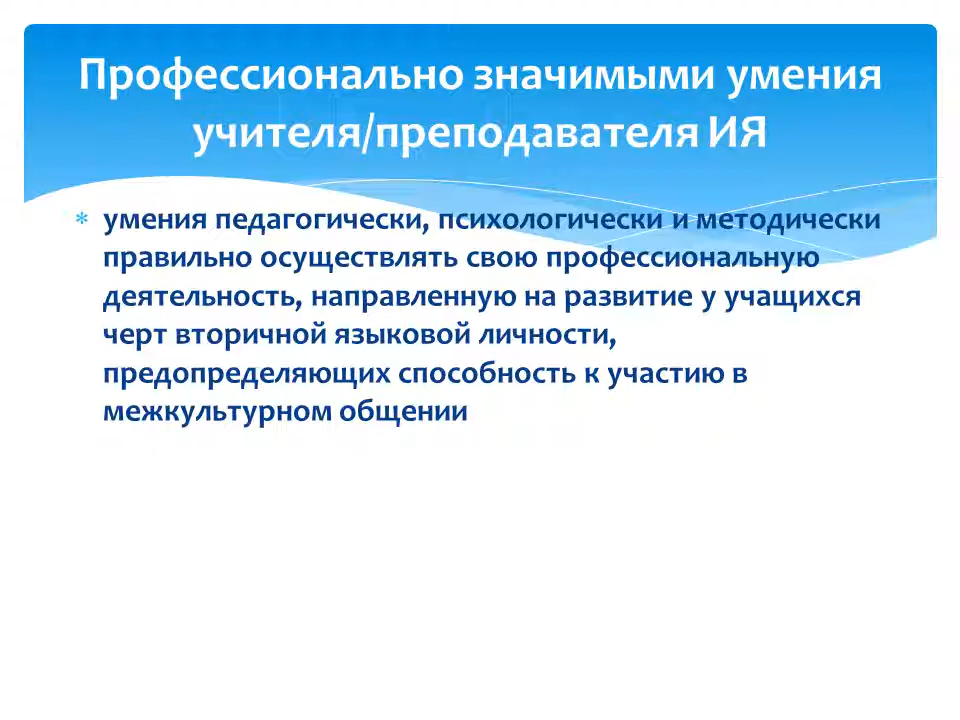 Профессионально значимыми умения
учителя/преподавателя ИЯ
умения педагогически, психологически и методически
правильно осуществлять свою профессиональную
деятельность, направленную на развитие у учащихся
черт вторичной языковой личности,
предопределяющих способность к участию в
межкультурном общении